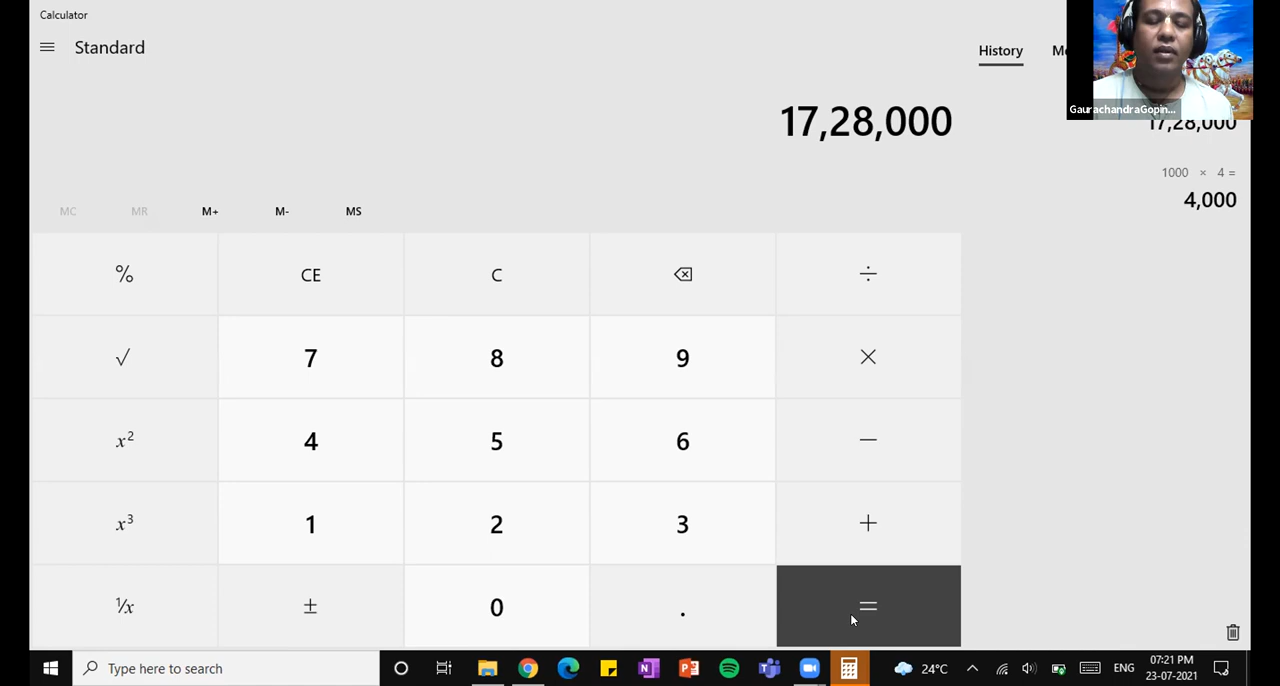 Calculator
Standard
History
17,28,000
GaurachandraGopin...
17,28,000
1000 × 4 =
4,000
MC MR M+ M- MS
% CE C ÷
√ 7 8 9 ×
x² 4 5 6 −
x³ 1 2 3 +
¹/x ± 0 . =
Type here to search
24°C
ENG
07:21 PM
23-07-2021